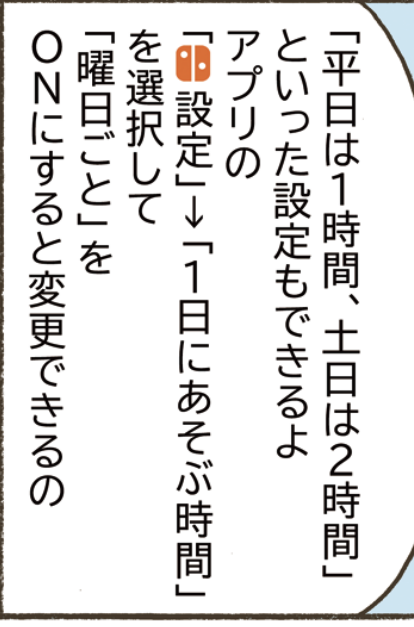 「平日は1時間、土日は2時間」
といった設定もできるよ
アプリの
「設定」→「1日にあそぶ時間」
を選択して
「曜日ごと」を
ONにすると変更できるの